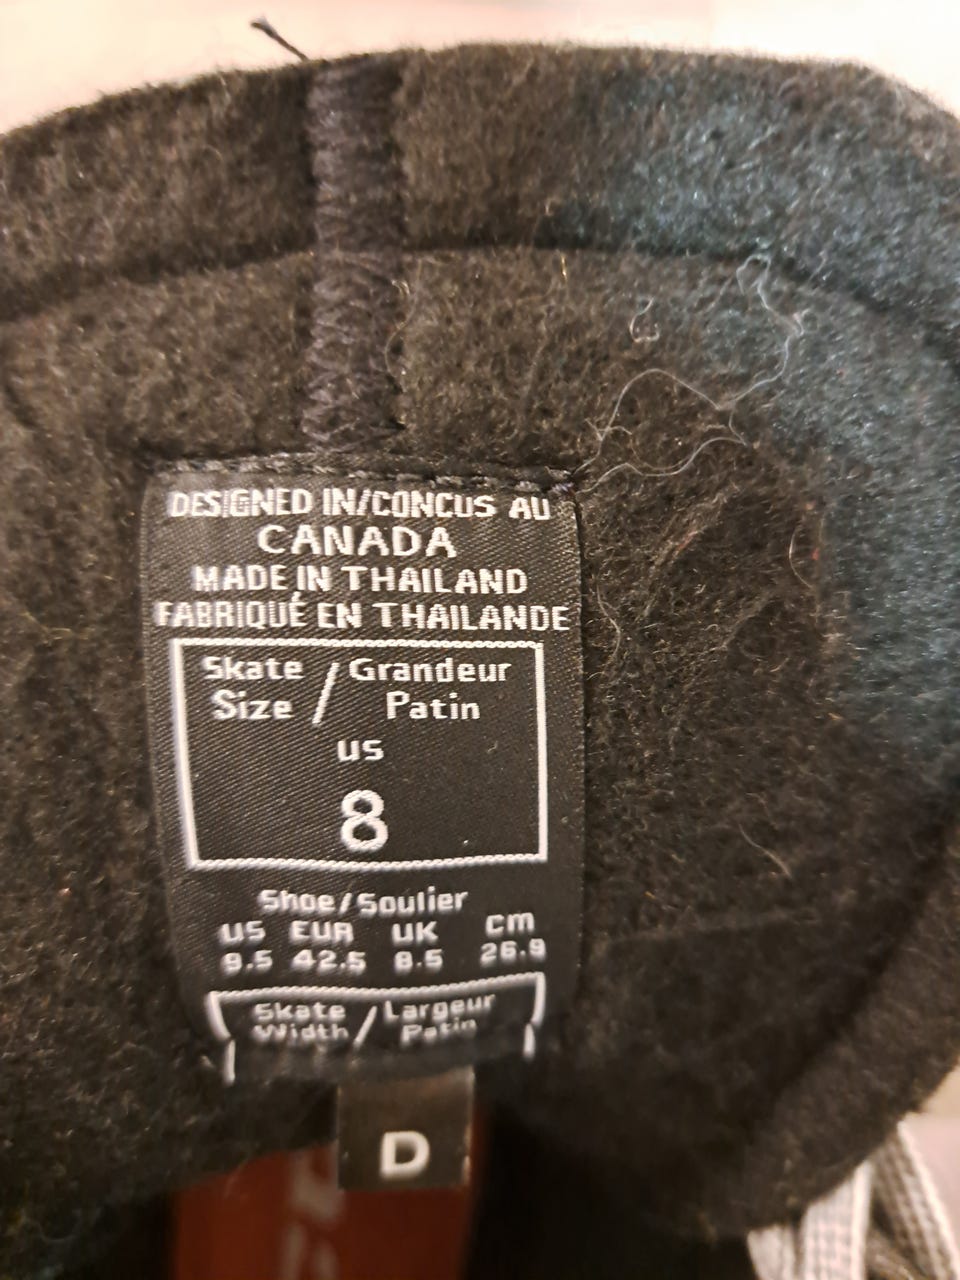 DESIGNED IN/CONCUS AU
CANADA
MADE IN THAILAND
FABRIQUÉ EN THAILANDE
Skate Size / Grandeur Patin
US
8
Shoe/Soulier
US EUR UK cm
9.5 42.5 8.5 26.9
Skate Width / Largeur Patin
D